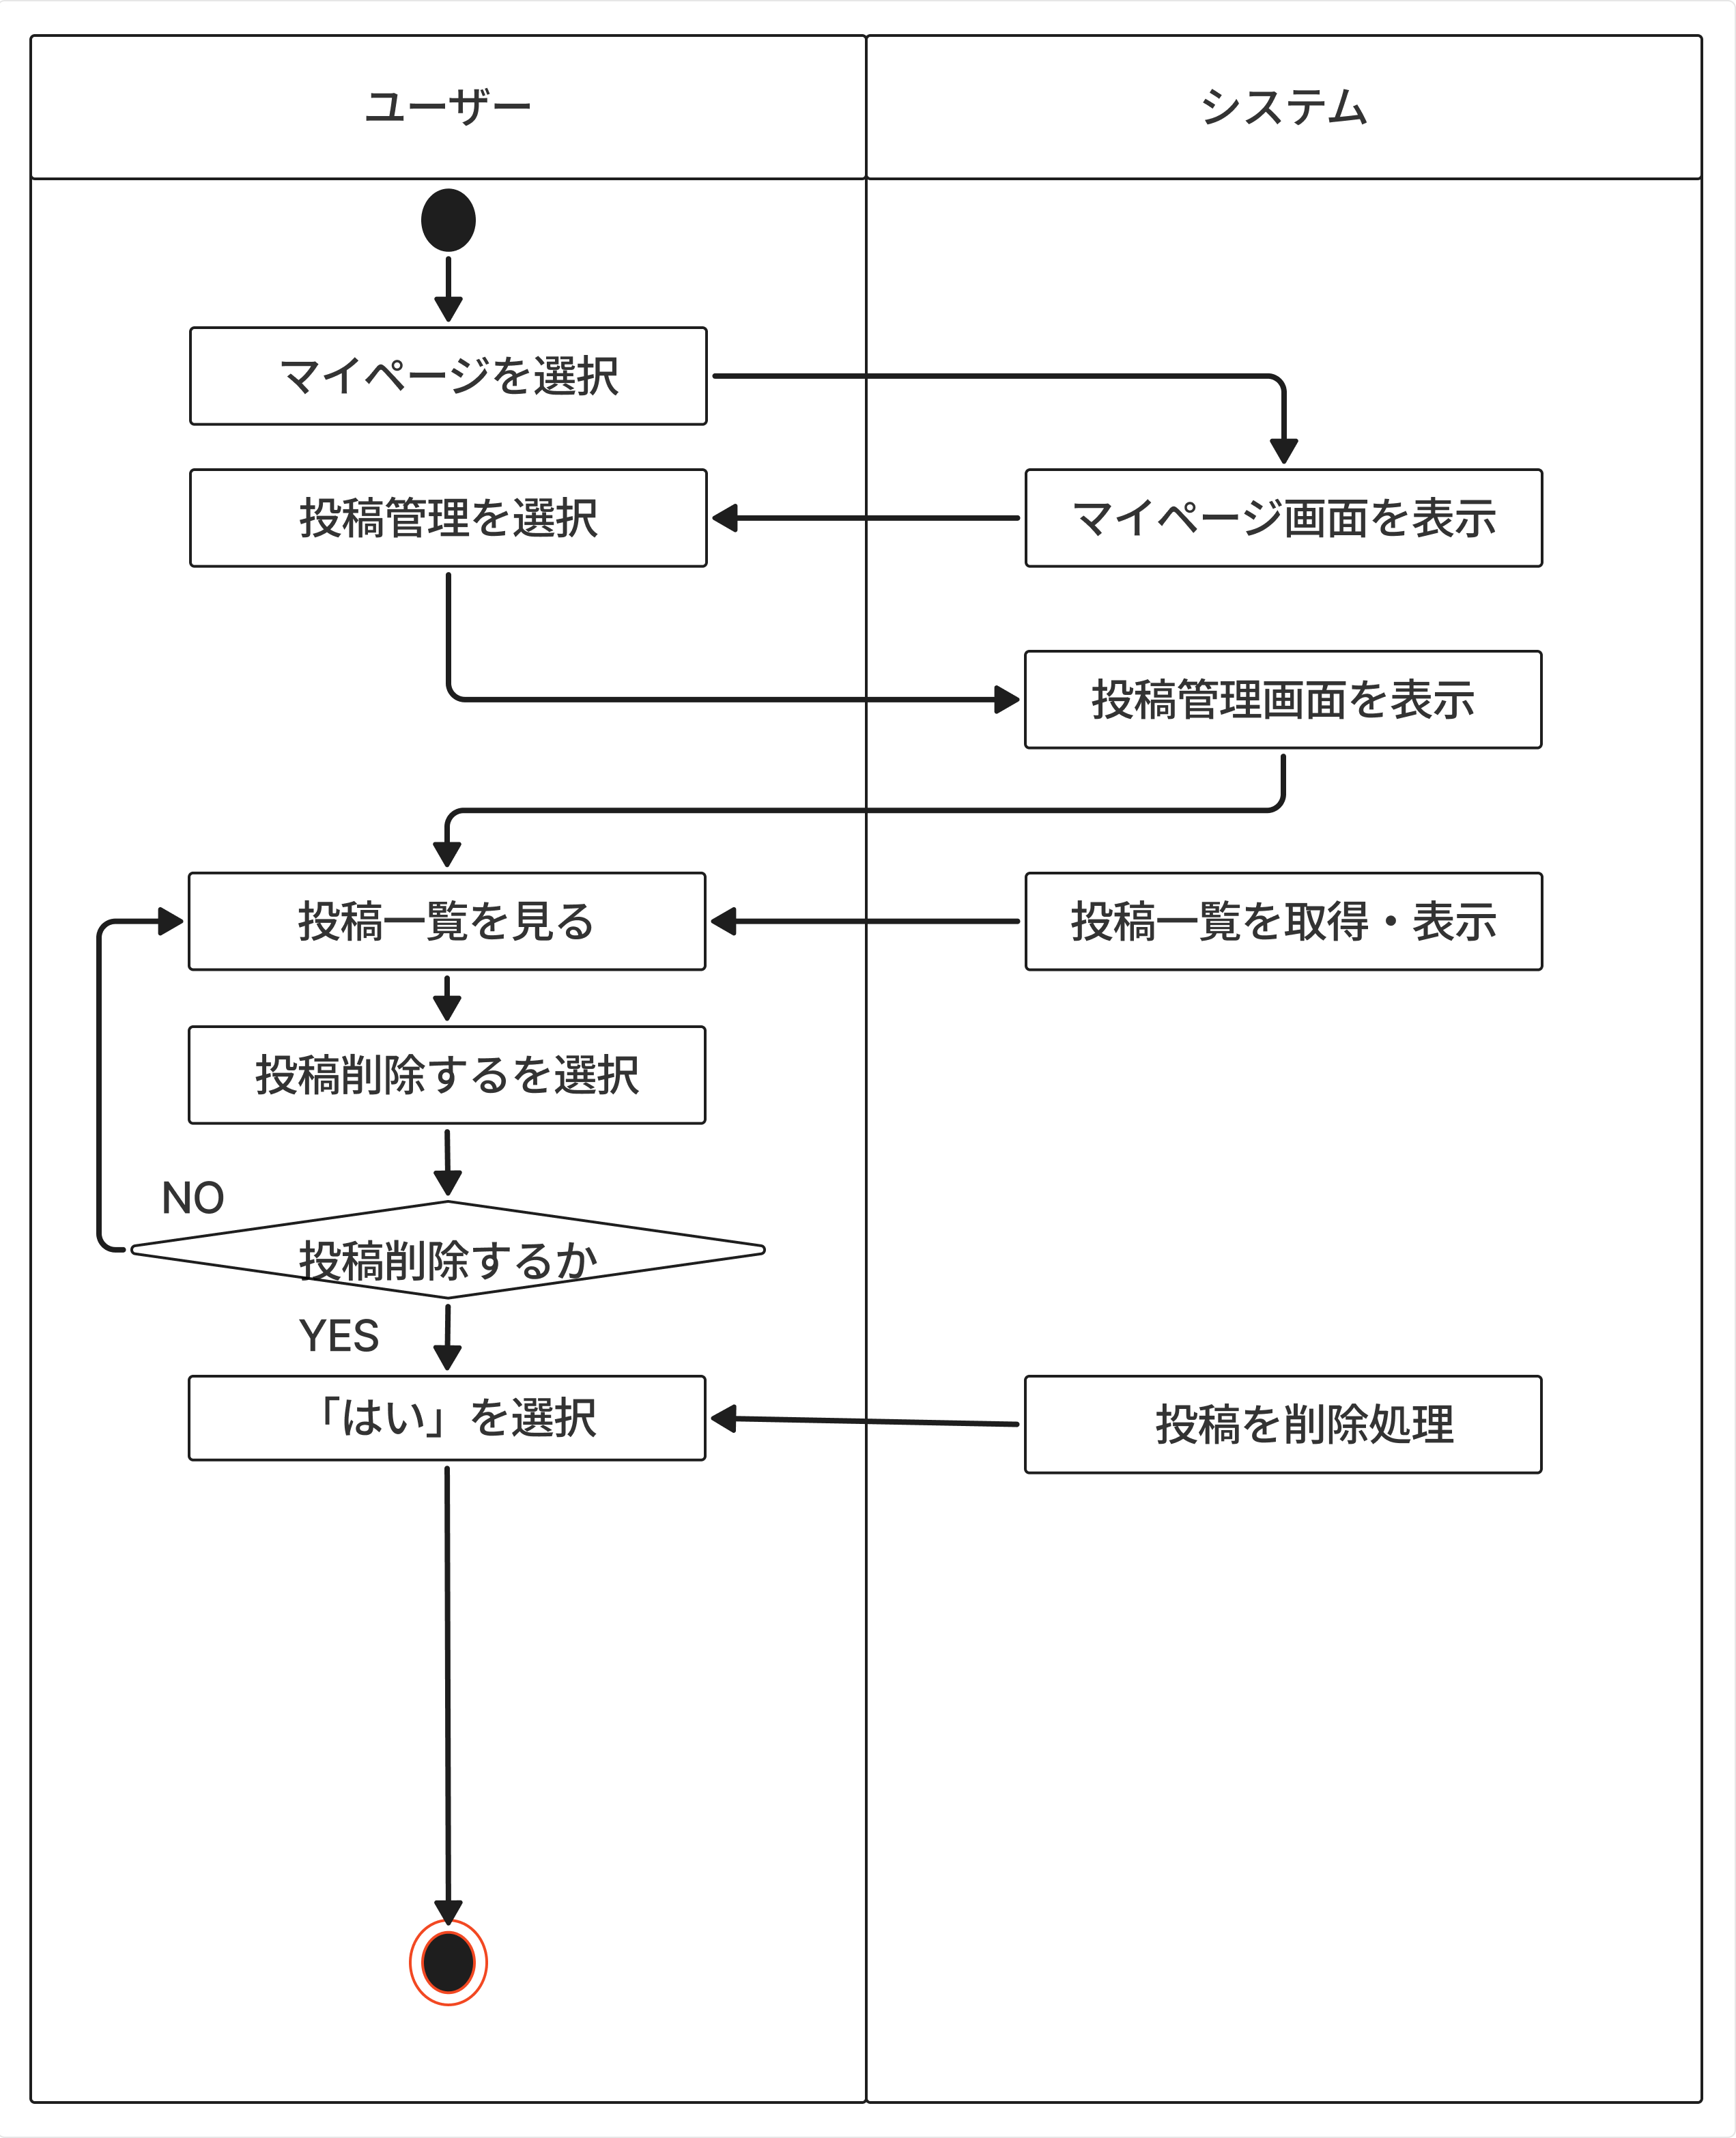 ユーザー
システム
マイページを選択
投稿管理を選択
マイページ画面を表示
投稿管理画面を表示
投稿一覧を見る
投稿一覧を取得・表示
投稿削除するを選択
NO
投稿削除するか
YES
「はい」を選択
投稿を削除処理